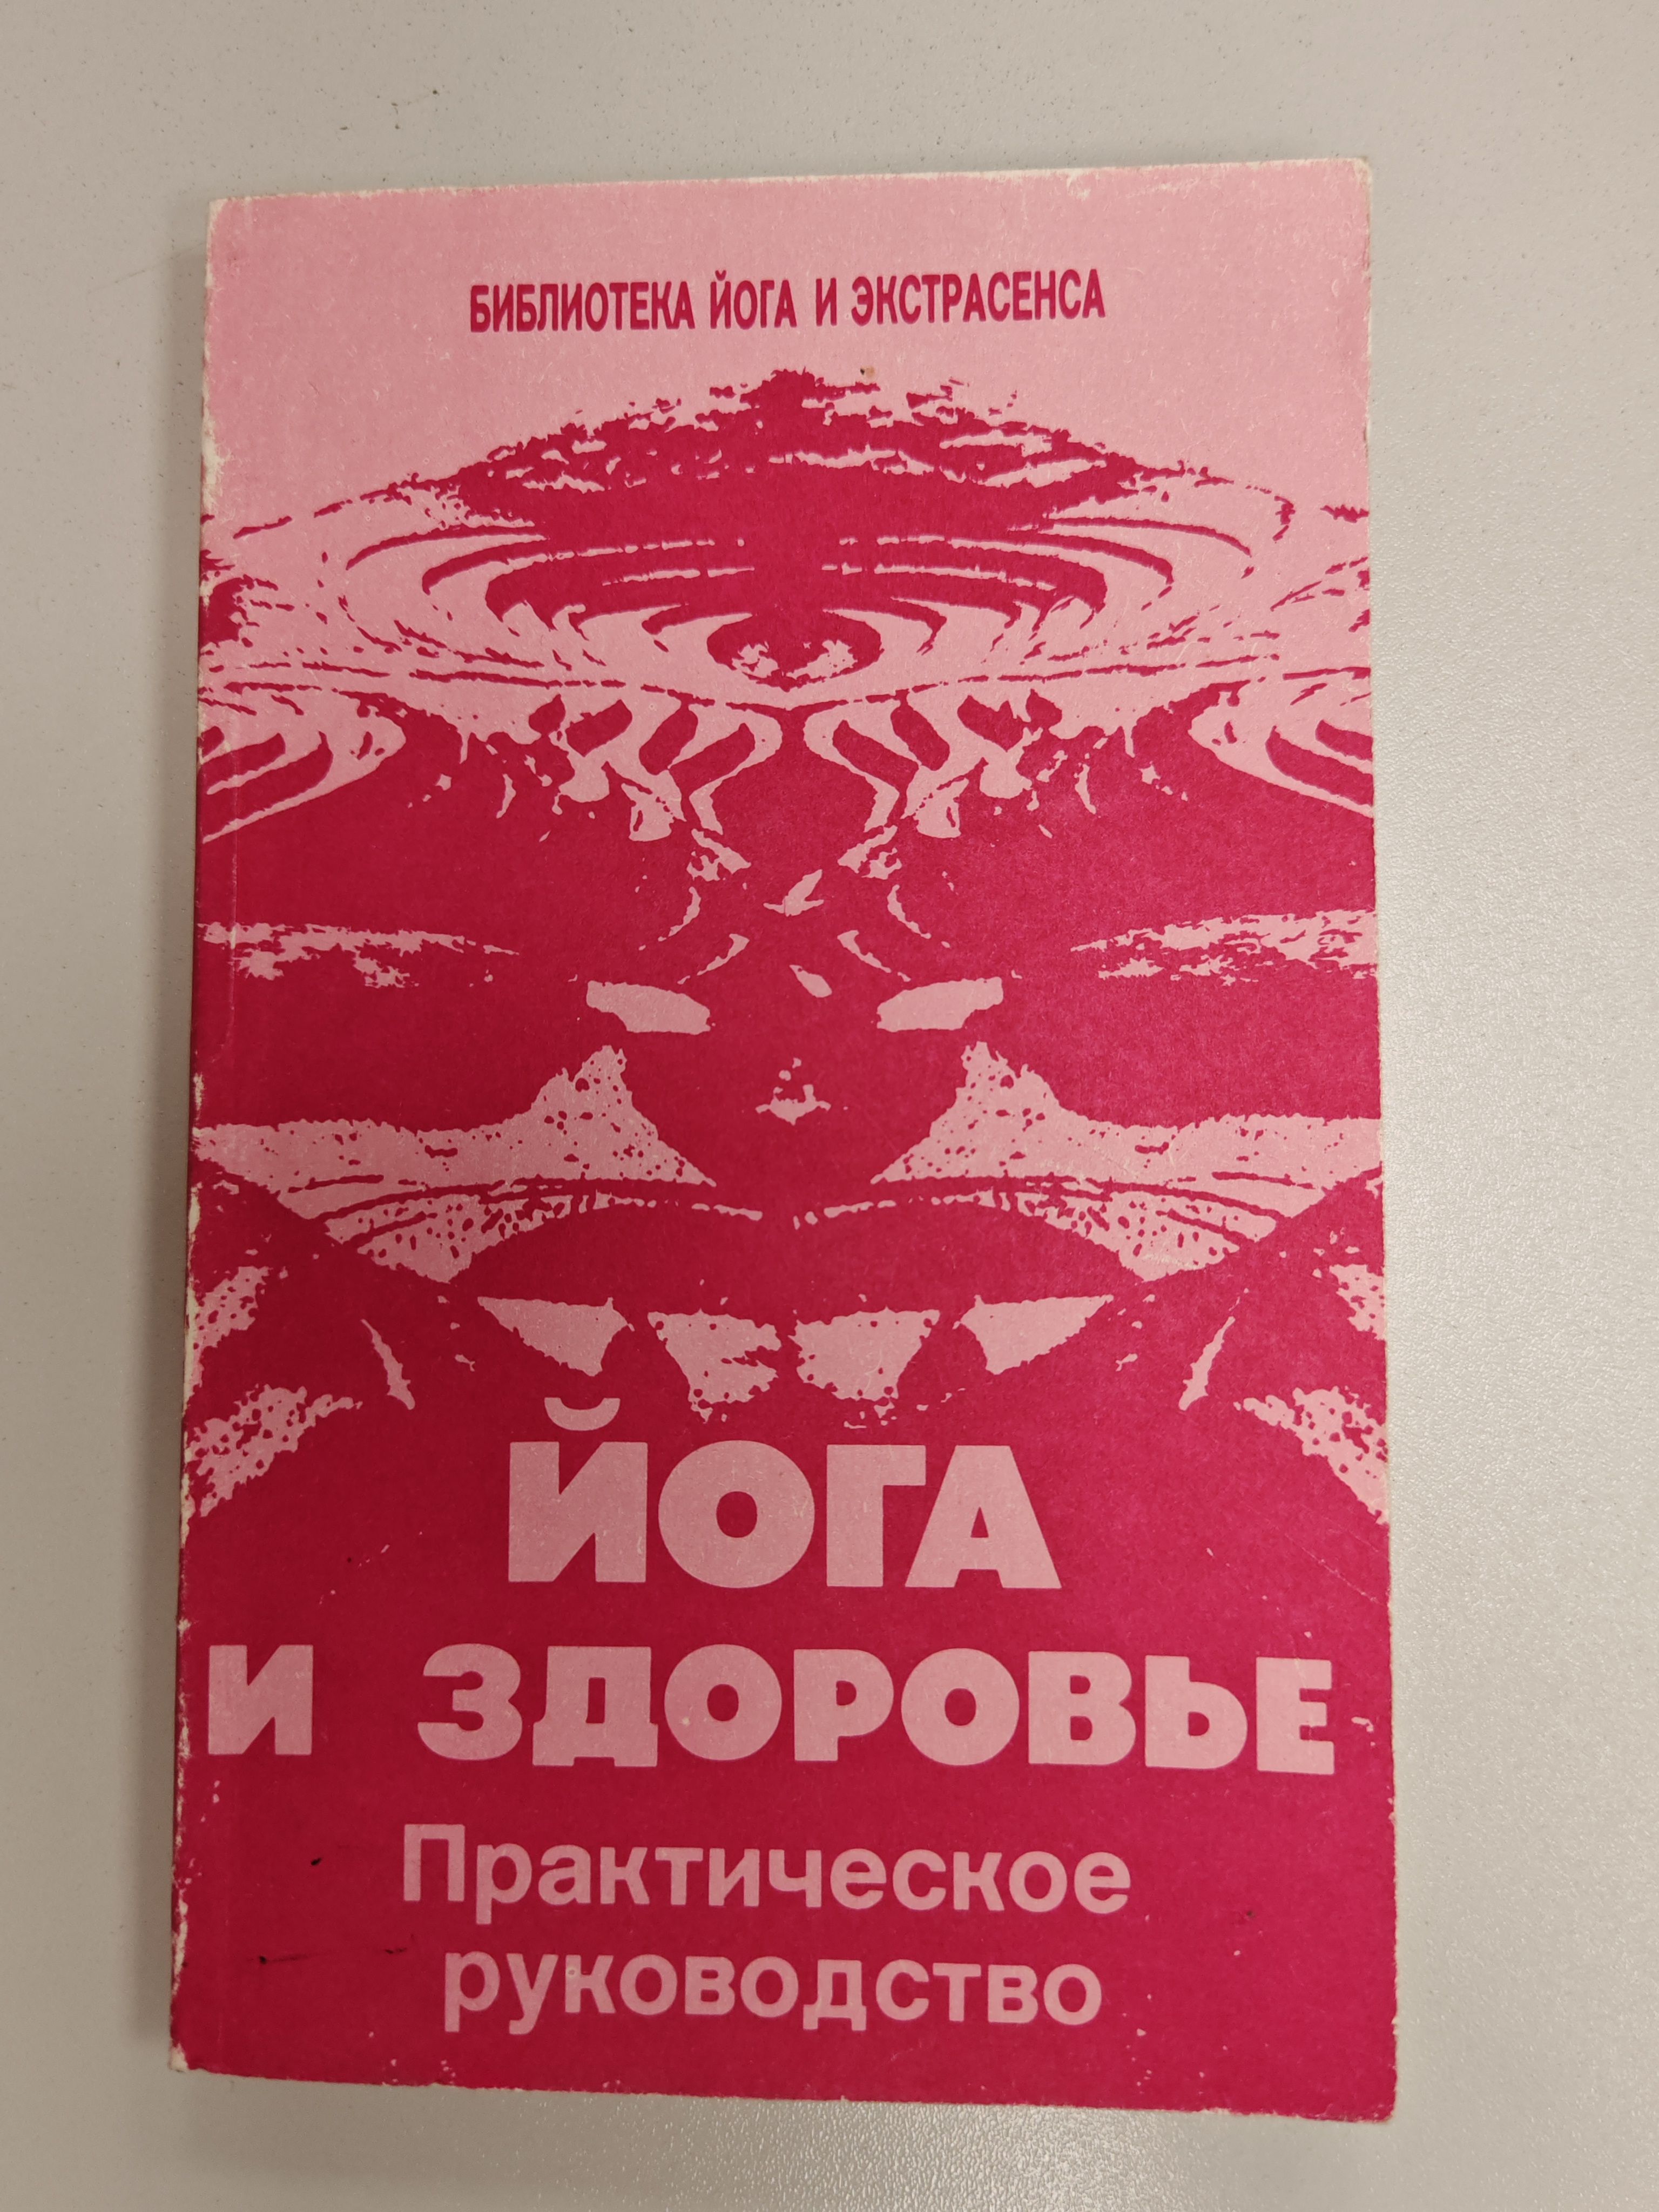 БИБЛИОТЕКА ЙОГА И ЭКСТРАСЕНСА
ЙОГА
И ЗДОРОВЬЕ
Практическое
руководство